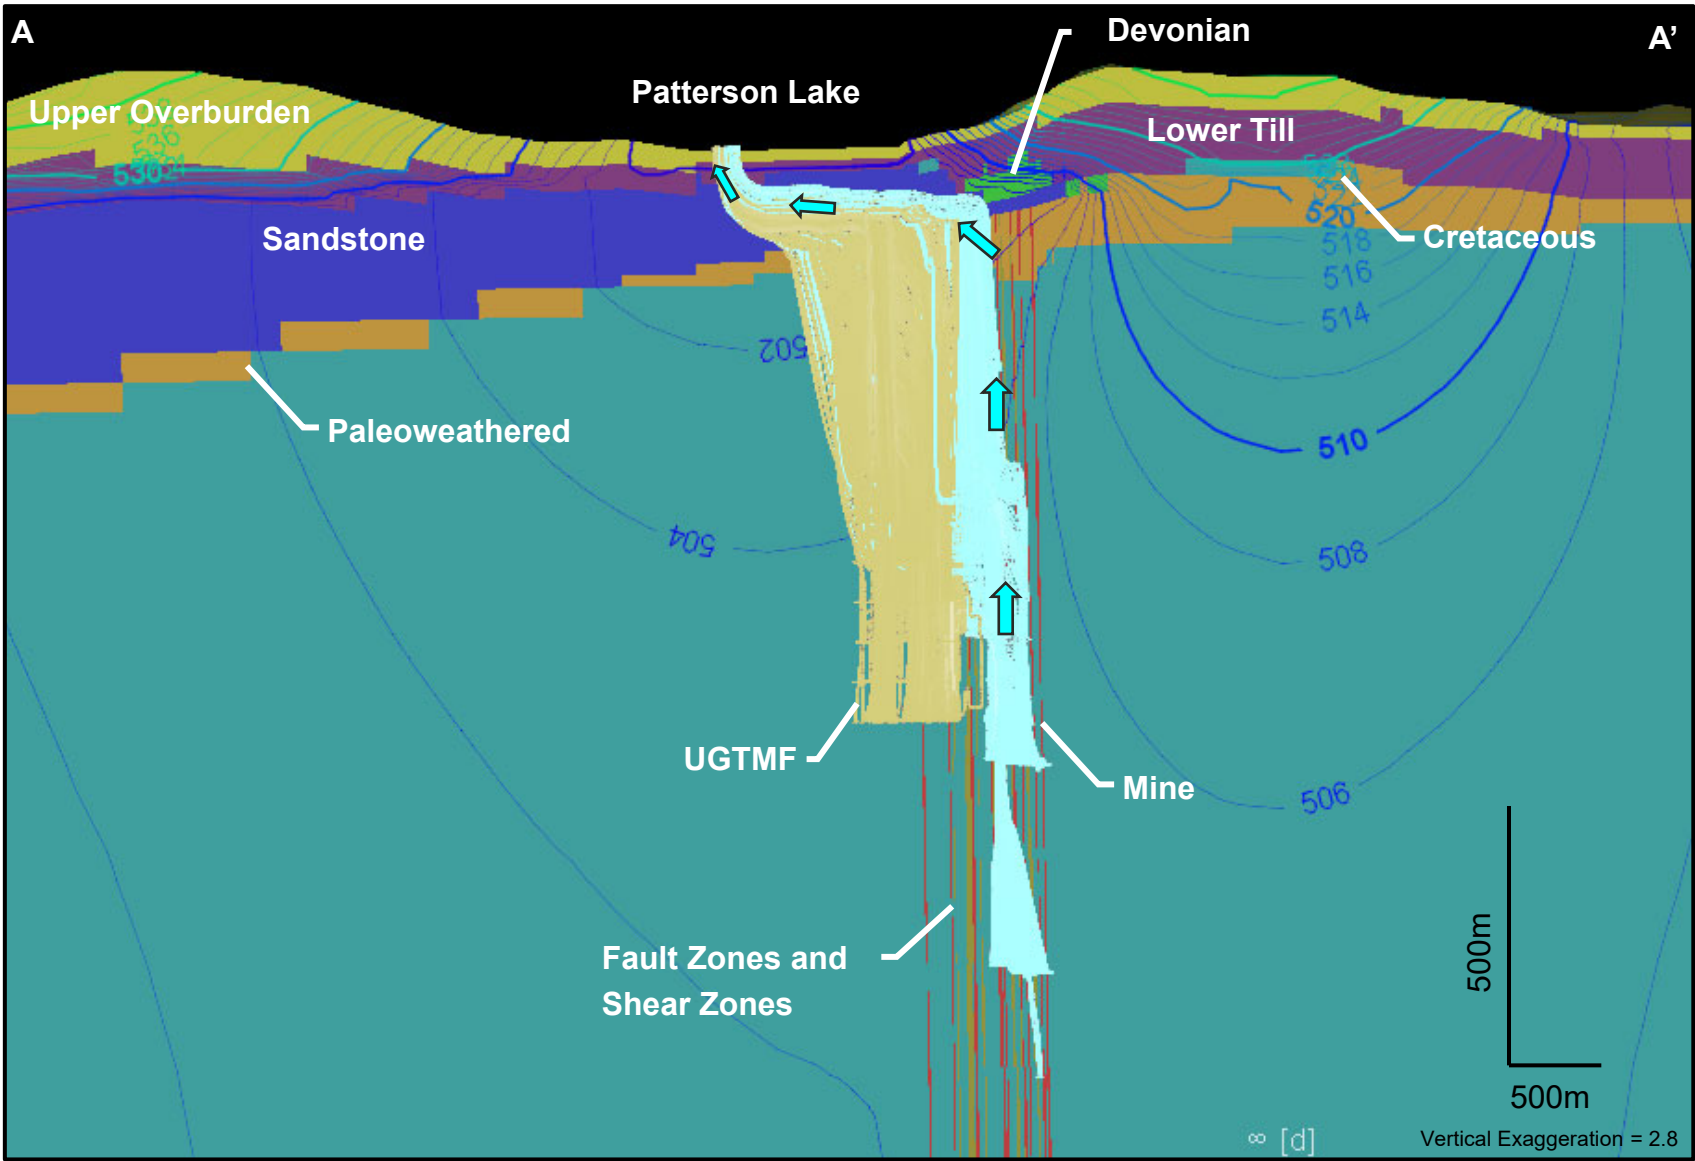 A
Devonian
A'
Patterson Lake
Upper Overburden
Lower Till
530
520
518
516
514
Sandstone
Cretaceous
502
510
Paleoweathered
504
508
UGTMF
Mine
506
Fault Zones and
Shear Zones
500m
500m
∞ [d]
Vertical Exaggeration = 2.8